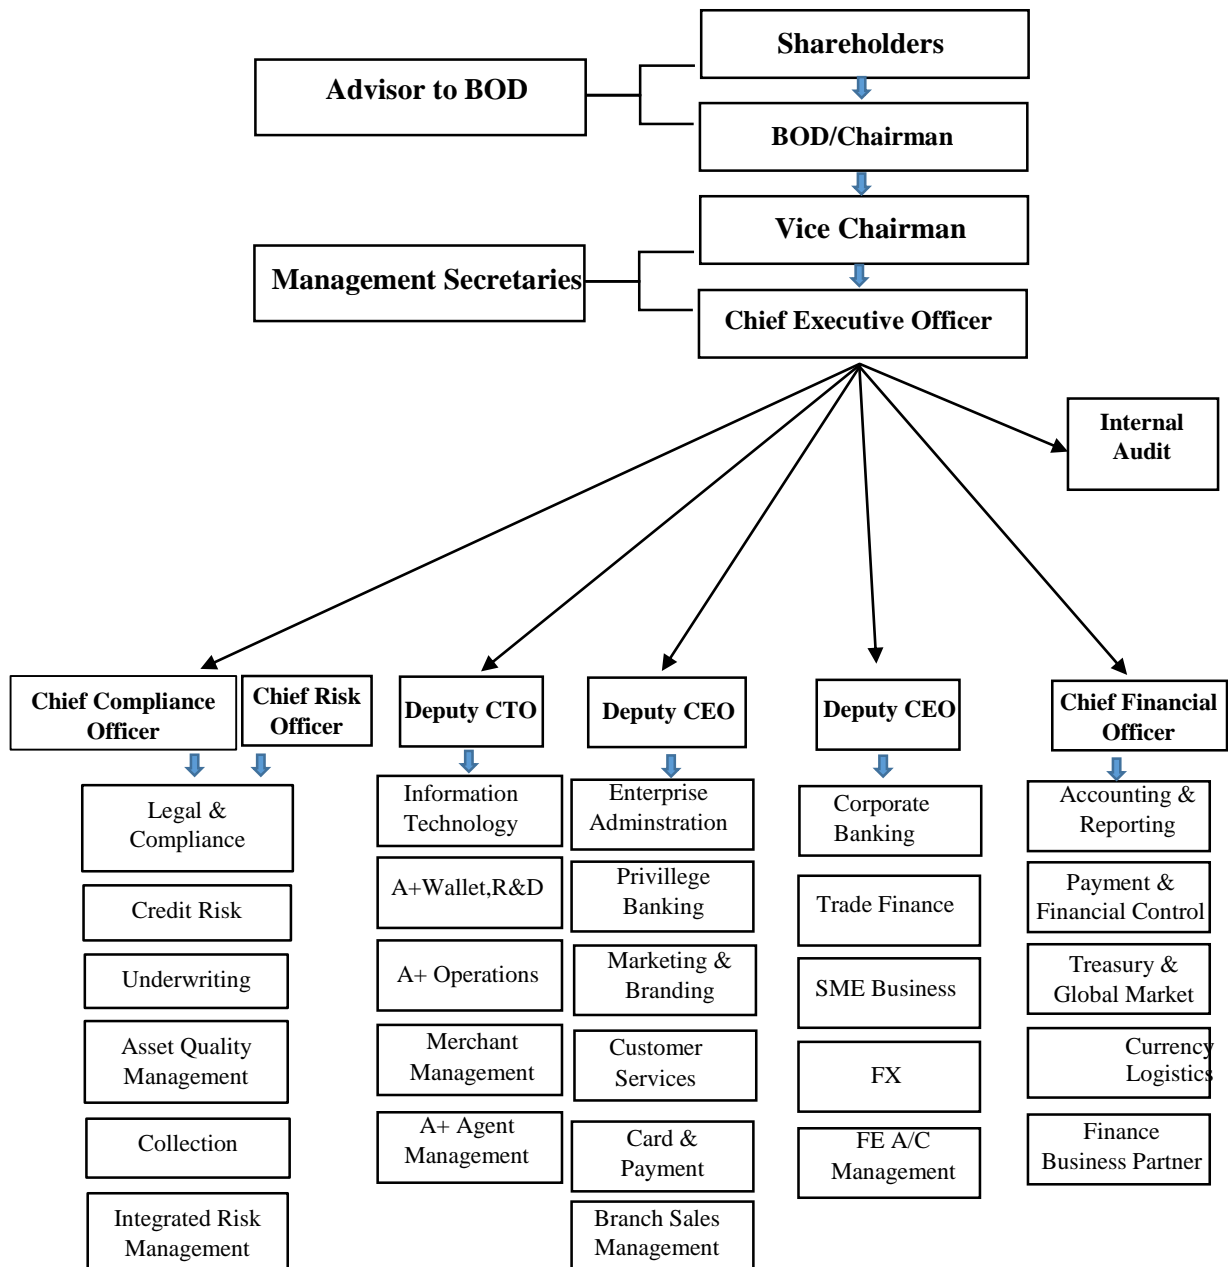 Shareholders
Advisor to BOD
BOD/Chairman
Vice Chairman
Management Secretaries
Chief Executive Officer
Internal
Audit
Chief Compliance
Officer
Chief Risk
Officer
Deputy CTO
Deputy CEO
Deputy CEO
Chief Financial
Officer
Legal &
Compliance
Credit Risk
Underwriting
Asset Quality
Management
Collection
Integrated Risk
Management
Information
Technology
A+Wallet,R&D
A+ Operations
Merchant
Management
A+ Agent
Management
Enterprise
Adminstration
Privillege
Banking
Marketing &
Branding
Customer
Services
Card &
Payment
Branch Sales
Management
Corporate
Banking
Trade Finance
SME Business
FX
FE A/C
Management
Accounting &
Reporting
Payment &
Financial Control
Treasury &
Global Market
Currency
Logistics
Finance
Business Partner